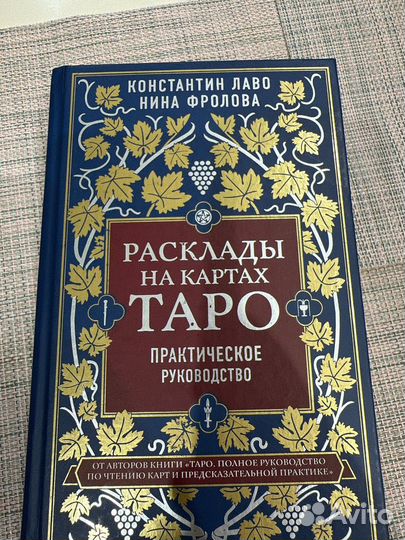 КОНСТАНТИН ЛАВО
НИНА ФРОЛОВА
РАСКЛАДЫ
НА КАРТАХ
ТАРО
ПРАКТИЧЕСКОЕ
РУКОВОДСТВО
ОТ АВТОРОВ КНИГИ «ТАРО. ПОЛНОЕ РУКОВОДСТВО
ПО ЧТЕНИЮ КАРТ И ПРЕДСКАЗАТЕЛЬНОЙ ПРАКТИКЕ»
Avito